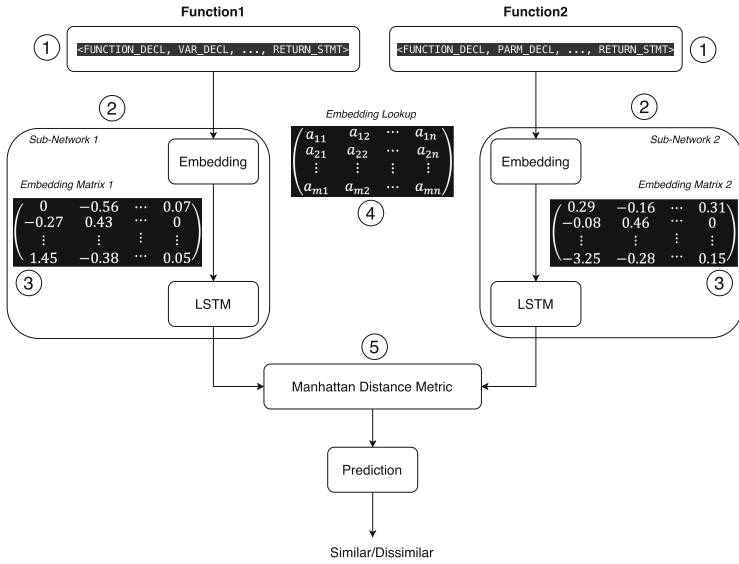 Function1 Function2
1 <FUNCTION_DECL, VAR_DECL, ..., RETURN_STMT> <FUNCTION_DECL, PARM_DECL, ..., RETURN_STMT> 1
2 2
Embedding Lookup
Sub-Network 1 Sub-Network 2
a11 a12 ⋯ a1n
a21 a22 ⋯ a2n
⋮ ⋮ ⋮ ⋮
am1 am2 ⋯ amn
4
Embedding Embedding
Embedding Matrix 1 Embedding Matrix 2
0 −0.56 ⋯ 0.07
−0.27 0.43 ⋯ 0
⋮ ⋮ ⋮ ⋮
1.45 −0.38 ⋯ 0.05
0.29 −0.16 ⋯ 0.31
−0.08 0.46 ⋯ 0
⋮ ⋮ ⋮ ⋮
−3.25 −0.28 ⋯ 0.15
3 3
LSTM LSTM
5
Manhattan Distance Metric
Prediction
Similar/Dissimilar